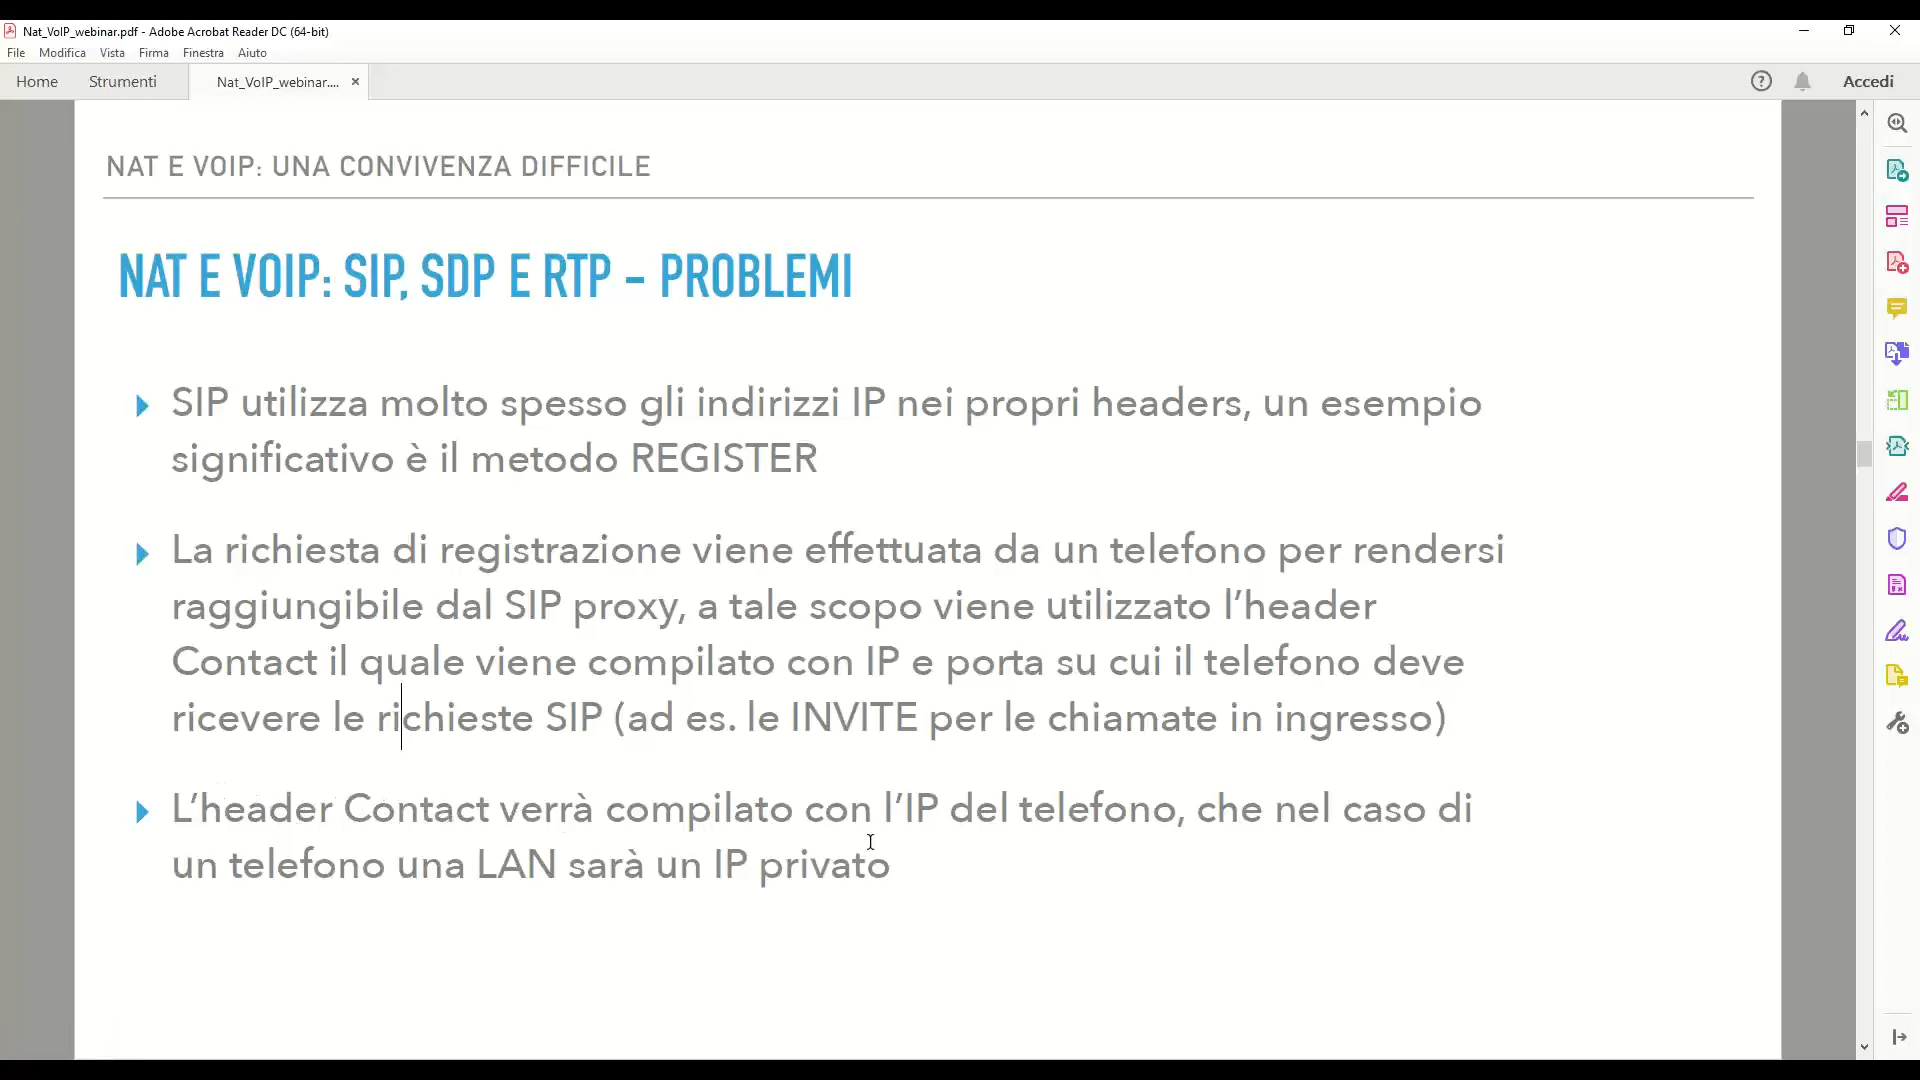 Nat_VoIP_webinar.pdf - Adobe Acrobat Reader DC (64-bit)
File Modifica Vista Firma Finestra Aiuto
Home Strumenti Nat_VoIP_webinar.... × ? Accedi
NAT E VOIP: UNA CONVIVENZA DIFFICILE
NAT E VOIP: SIP, SDP E RTP – PROBLEMI
SIP utilizza molto spesso gli indirizzi IP nei propri headers, un esempio
significativo è il metodo REGISTER
La richiesta di registrazione viene effettuata da un telefono per rendersi
raggiungibile dal SIP proxy, a tale scopo viene utilizzato l’header
Contact il quale viene compilato con IP e porta su cui il telefono deve
ricevere le richieste SIP (ad es. le INVITE per le chiamate in ingresso)
L’header Contact verrà compilato con l’IP del telefono, che nel caso di
un telefono una LAN sarà un IP privato